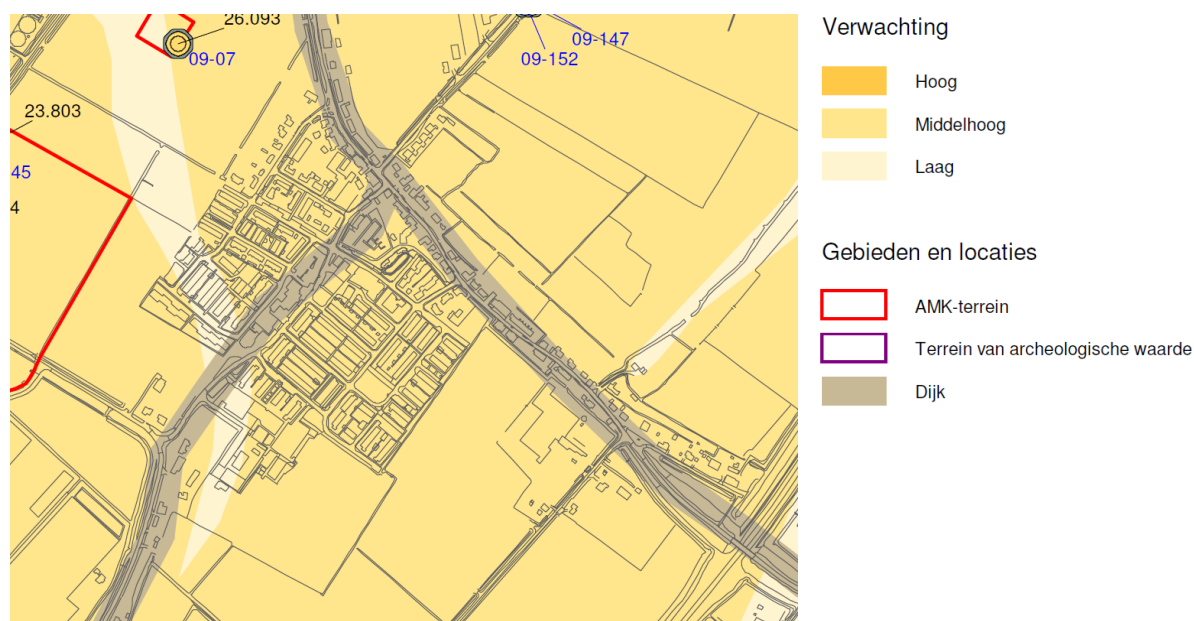 26.093
09-07
09-147
09-152
23.803
45
4
Verwachting
Hoog
Middelhoog
Laag
Gebieden en locaties
AMK-terrein
Terrein van archeologische waarde
Dijk